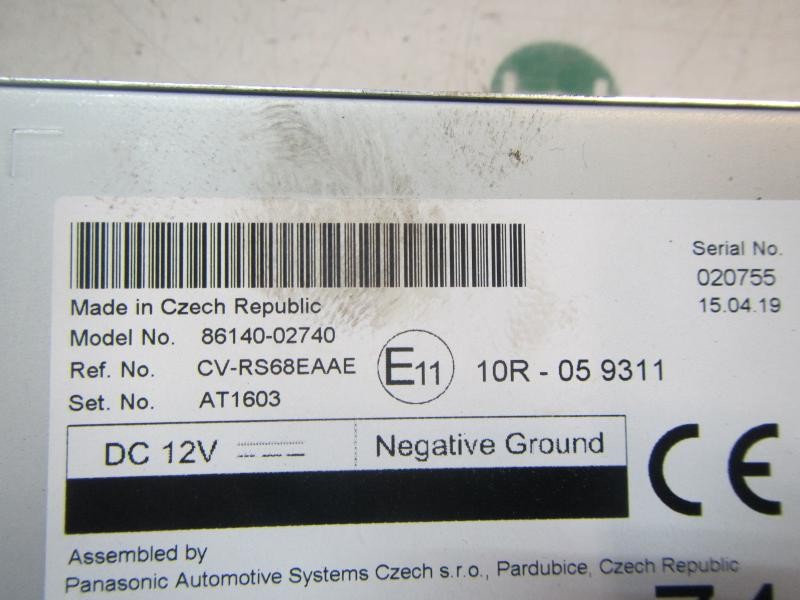 Serial No.
020755
15.04.19
Made in Czech Republic
Model No. 86140-02740
Ref. No. CV-RS68EAAE
Set. No. AT1603
E11 10R - 05 9311
DC 12V Negative Ground
CE
Assembled by
Panasonic Automotive Systems Czech s.r.o., Pardubice, Czech Republic